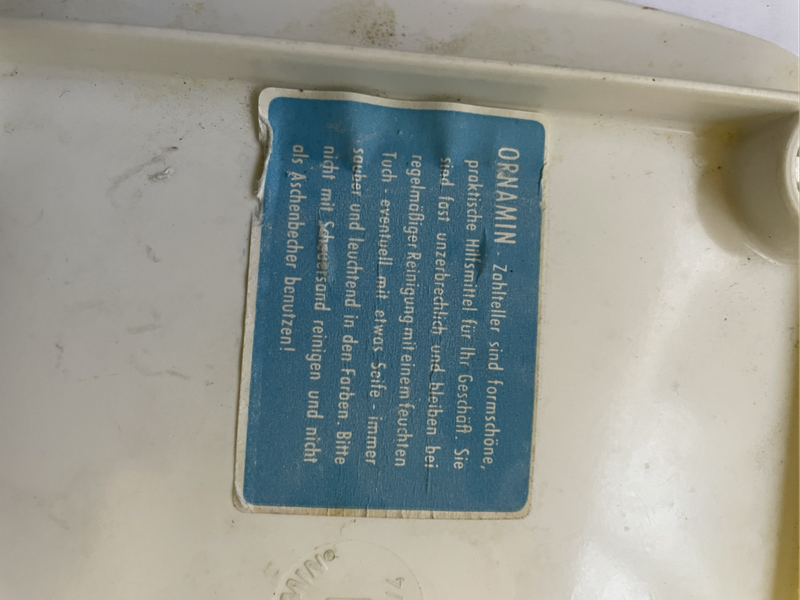 ORNAMIN - Zahlteller sind formschöne,
praktische Hilfsmittel für Ihr Geschäft. Sie
sind fast unzerbrechlich und bleiben bei
regelmäßiger Reinigung mit einem feuchten
Tuch - eventuell mit etwas Seife - immer
sauber und leuchtend in den Farben. Bitte
nicht mit Scheuersand reinigen und nicht
als Aschenbecher benutzen!